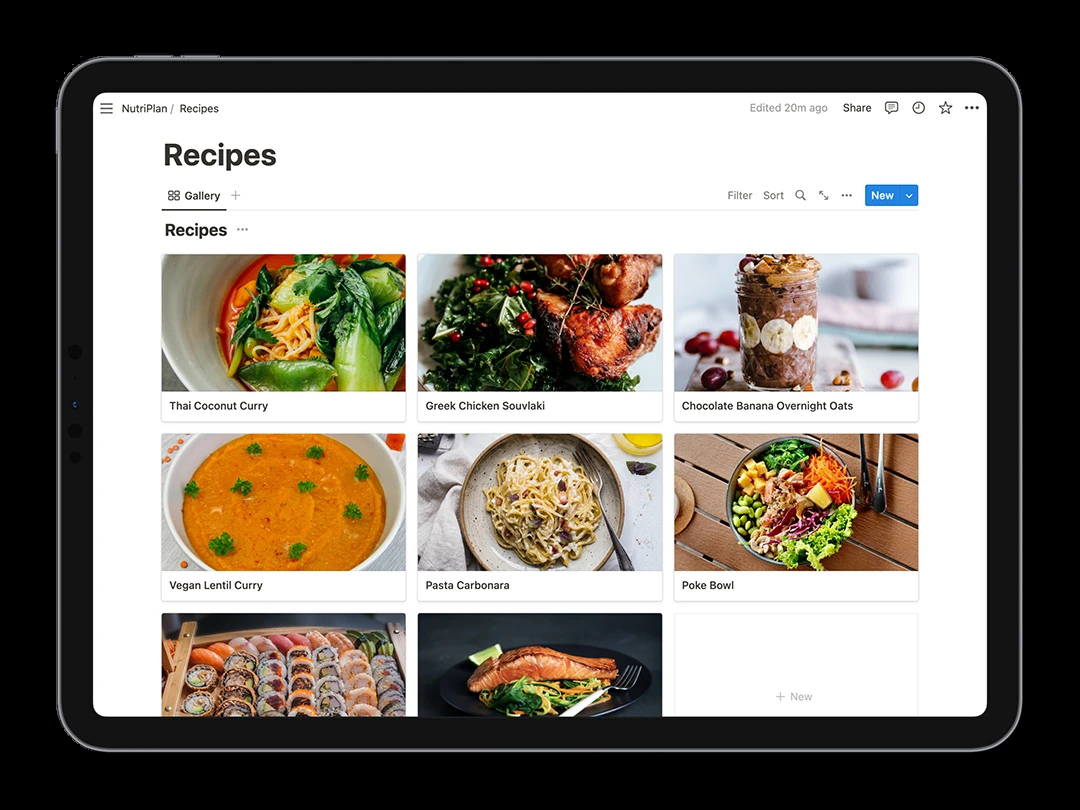 NutriPlan / Recipes
Edited 20m ago Share
Recipes
Gallery
Filter Sort New
Recipes
Thai Coconut Curry
Greek Chicken Souvlaki
Chocolate Banana Overnight Oats
Vegan Lentil Curry
Pasta Carbonara
Poke Bowl
+ New